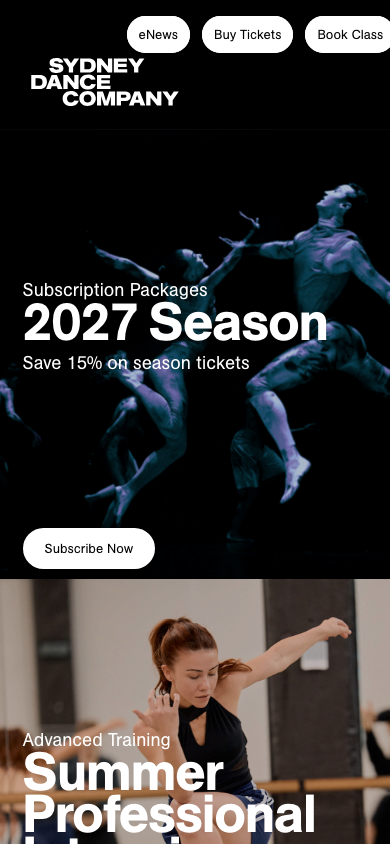 eNews
Buy Tickets
Book Class
SYDNEY
DANCE
COMPANY
Subscription Packages
2027 Season
Save 15% on season tickets
Subscribe Now
Advanced Training
Summer
Professional